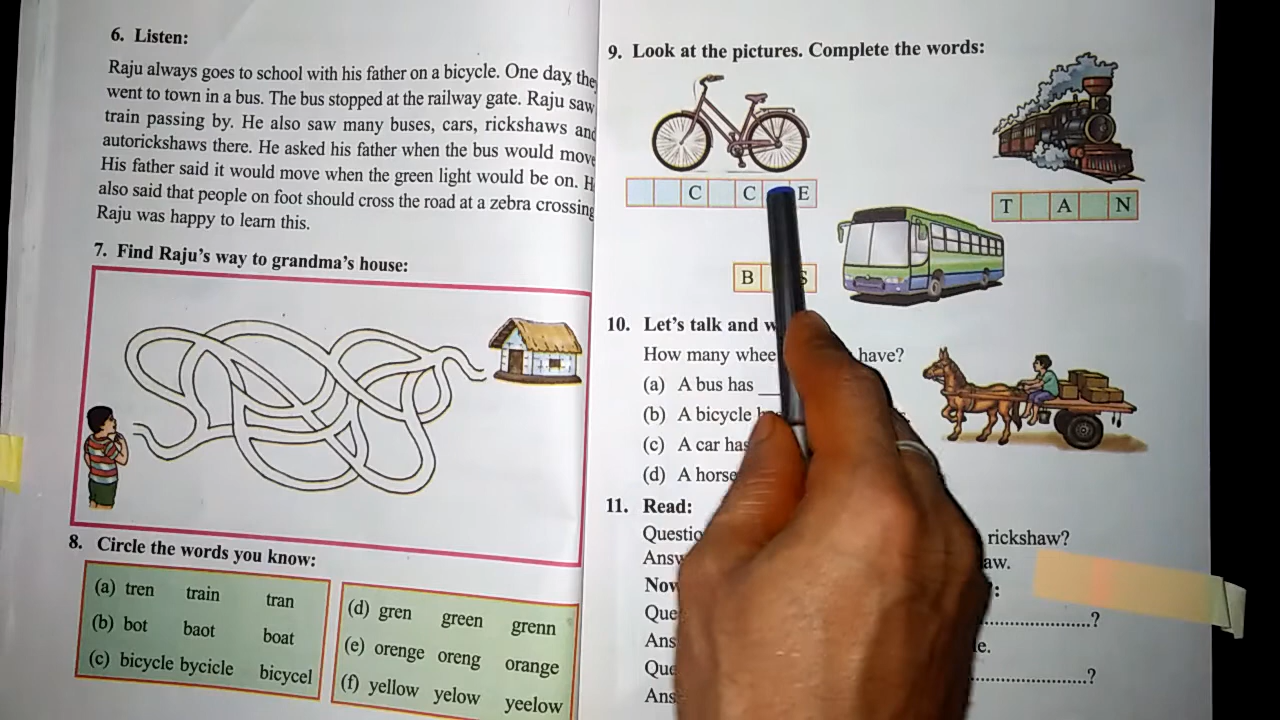 6. Listen:
Raju always goes to school with his father on a bicycle. One day, they
went to town in a bus. The bus stopped at the railway gate. Raju saw
train passing by. He also saw many buses, cars, rickshaws and
autorickshaws there. He asked his father when the bus would move
His father said it would move when the green light would be on. H
also said that people on foot should cross the road at a zebra crossing
Raju was happy to learn this.
7. Find Raju's way to grandma's house:
8. Circle the words you know:
(a) tren train tran
(b) bot baot boat
(c) bicycle bycicle bicycel
(d) gren green grenn
(e) orenge oreng orange
(f) yellow yelow yeelow
9. Look at the pictures. Complete the words:
C C E
T A N
B S
10. Let's talk and w
How many whee have?
(a) A bus has
(b) A bicycle
(c) A car has
(d) A horse
11. Read:
Questio rickshaw?
Answ aw.
Now :
Que ?
Ans e.
Que ?
Ans